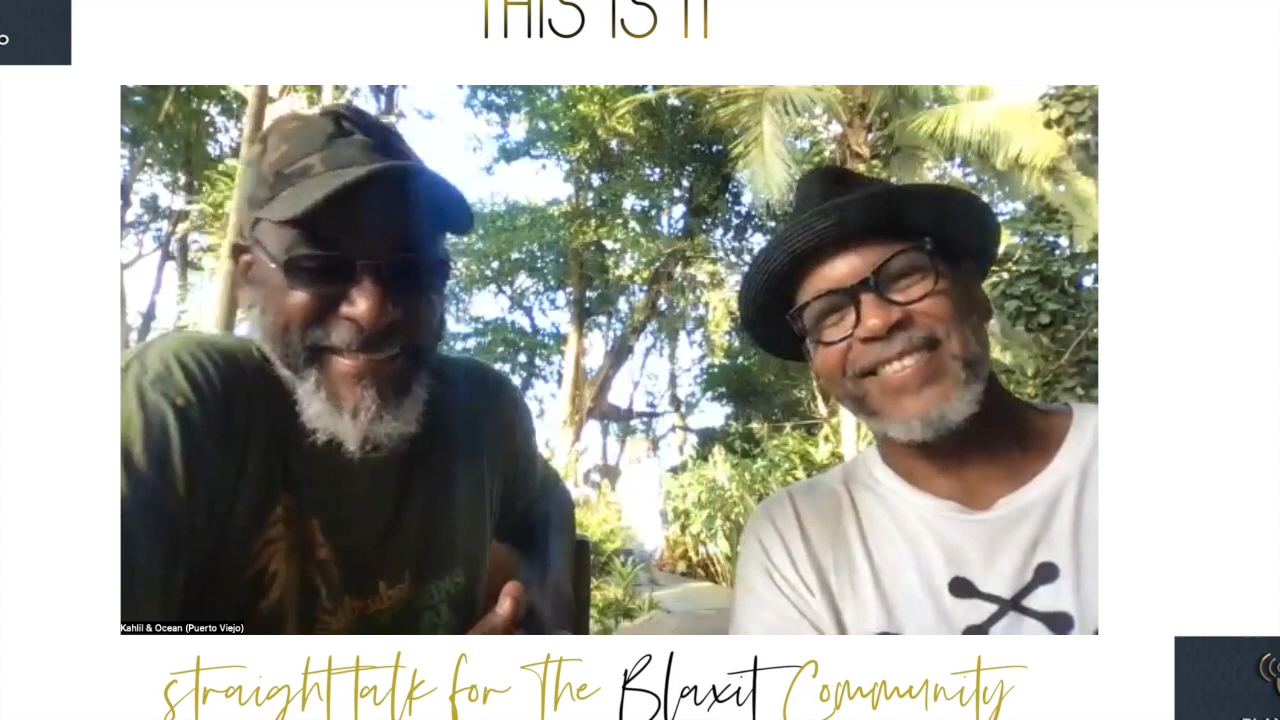 THIS IS IT
o
Kahlil & Ocean (Puerto Viejo)
straight talk for the Blaxit Community